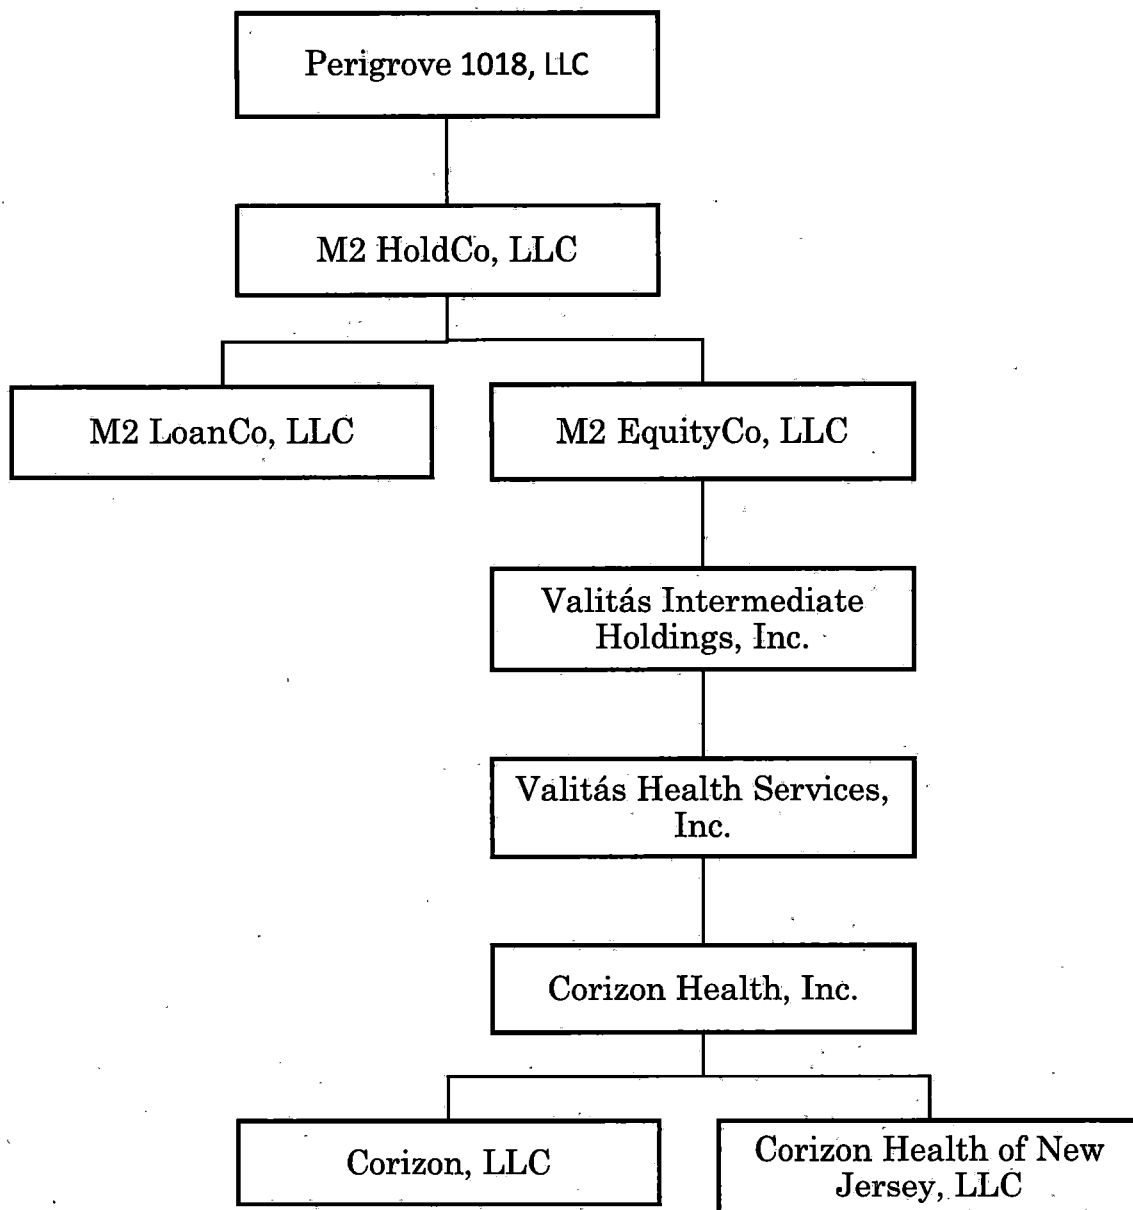 Perigrove 1018, LLC
M2 HoldCo, LLC
M2 LoanCo, LLC
M2 EquityCo, LLC
Valitás Intermediate
Holdings, Inc.
Valitás Health Services,
Inc.
Corizon Health, Inc.
Corizon, LLC
Corizon Health of New
Jersey, LLC